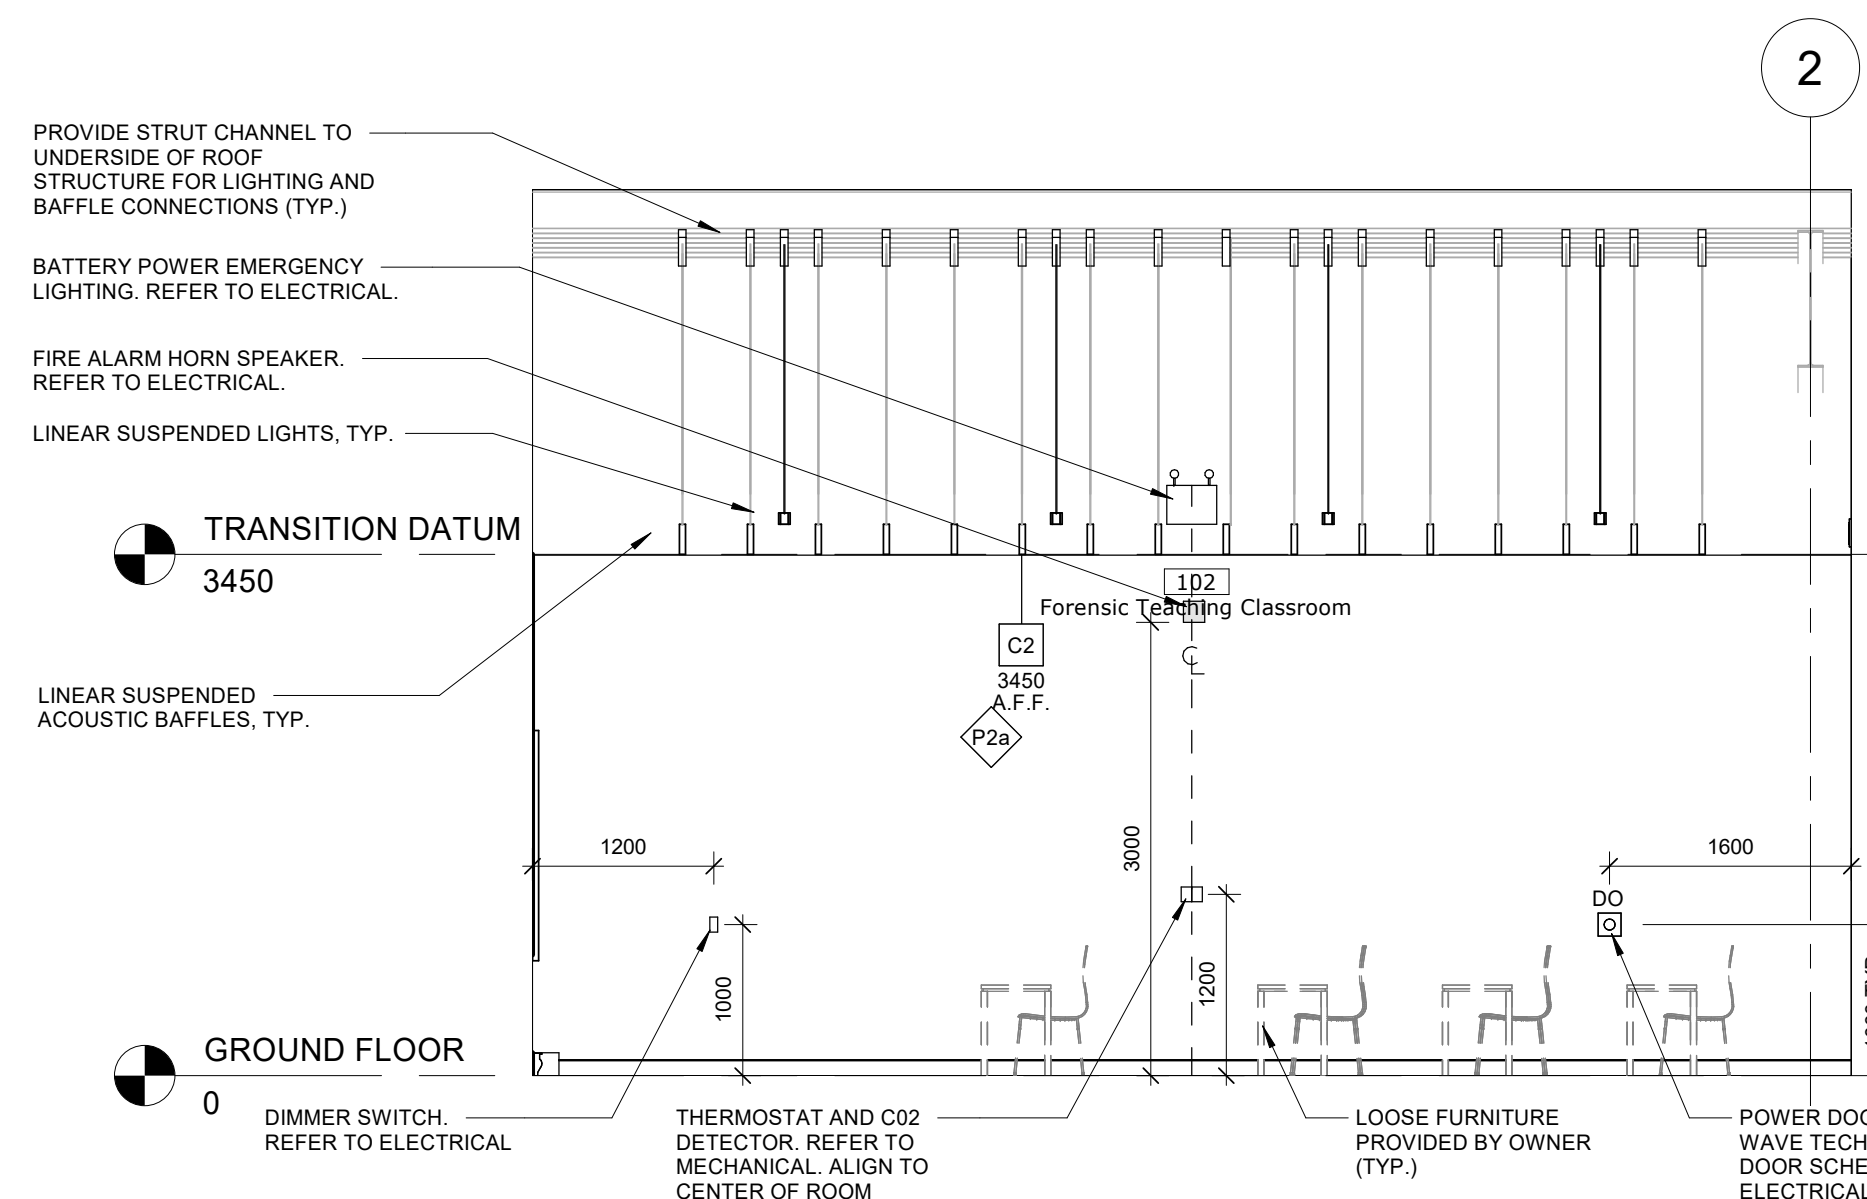 2
PROVIDE STRUT CHANNEL TO
UNDERSIDE OF ROOF
STRUCTURE FOR LIGHTING AND
BAFFLE CONNECTIONS (TYP.)
BATTERY POWER EMERGENCY
LIGHTING. REFER TO ELECTRICAL.
FIRE ALARM HORN SPEAKER.
REFER TO ELECTRICAL.
LINEAR SUSPENDED LIGHTS, TYP.
TRANSITION DATUM
3450
102
Forensic Teaching Classroom
C2
3450
A.F.F.
P2a
LINEAR SUSPENDED
ACOUSTIC BAFFLES, TYP.
1200
3000
1600
DO
1000
1200
GROUND FLOOR
0
DIMMER SWITCH.
REFER TO ELECTRICAL
THERMOSTAT AND C02
DETECTOR. REFER TO
MECHANICAL. ALIGN TO
CENTER OF ROOM
LOOSE FURNITURE
PROVIDED BY OWNER
(TYP.)
POWER DOO
WAVE TECH
DOOR SCHE
ELECTRICAL